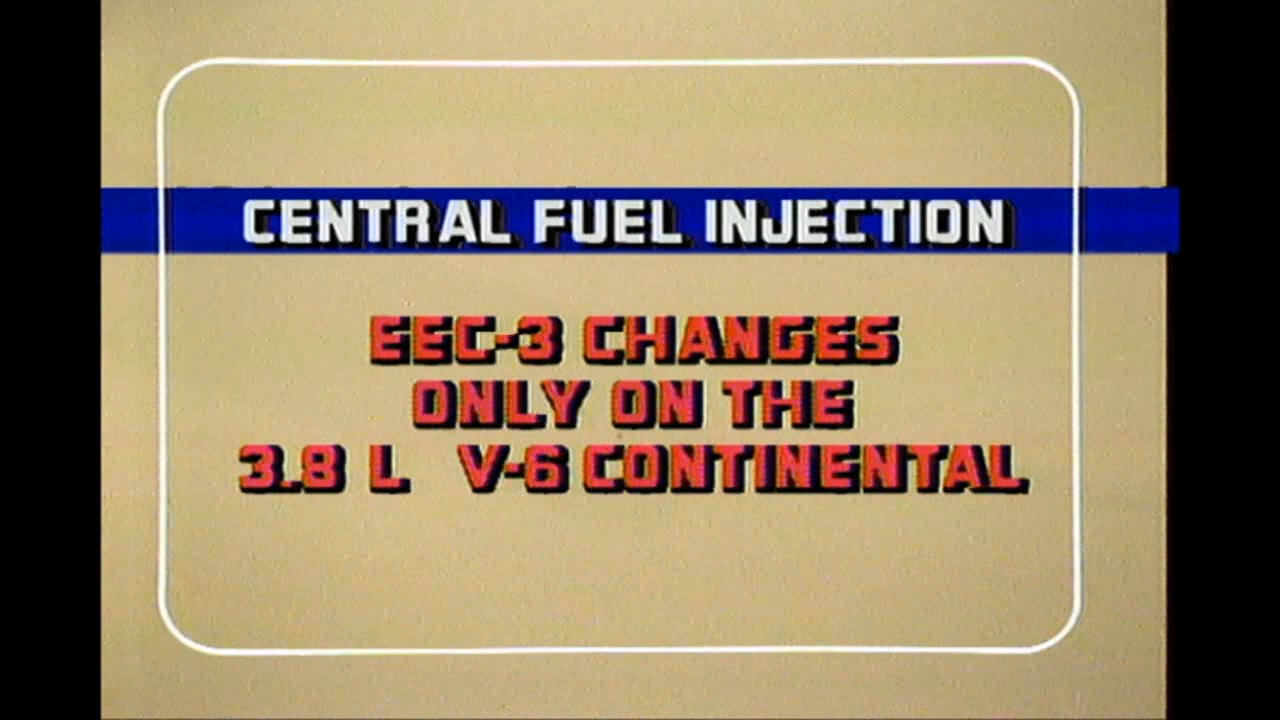 CENTRAL FUEL INJECTION
EEC-3 CHANGES
ONLY ON THE
3.8 L V-6 CONTINENTAL